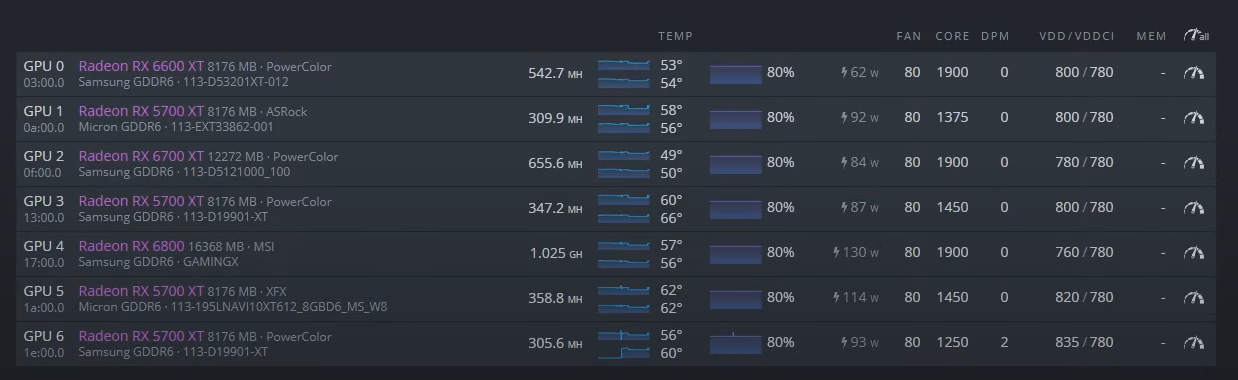 TEMP FAN CORE DPM VDD/VDDCI MEM all
GPU 0 Radeon RX 6600 XT 8176 MB · PowerColor 542.7 MH 53° 80% 62 W 80 1900 0 800 / 780 -
03:00.0 Samsung GDDR6 · 113-D53201XT-012 54°
GPU 1 Radeon RX 5700 XT 8176 MB · ASRock 309.9 MH 58° 80% 92 W 80 1375 0 800 / 780 -
0a:00.0 Micron GDDR6 · 113-EXT33862-001 56°
GPU 2 Radeon RX 6700 XT 12272 MB · PowerColor 655.6 MH 49° 80% 84 W 80 1900 0 780 / 780 -
0f:00.0 Samsung GDDR6 · 113-D5121000_100 50°
GPU 3 Radeon RX 5700 XT 8176 MB · PowerColor 347.2 MH 60° 80% 87 W 80 1450 0 800 / 780 -
13:00.0 Samsung GDDR6 · 113-D19901-XT 66°
GPU 4 Radeon RX 6800 16368 MB · MSI 1.025 GH 57° 80% 130 W 80 1900 0 760 / 780 -
17:00.0 Samsung GDDR6 · GAMINGX 56°
GPU 5 Radeon RX 5700 XT 8176 MB · XFX 358.8 MH 62° 80% 114 W 80 1450 0 820 / 780 -
1a:00.0 Micron GDDR6 · 113-195LNAVI10XT612_8GBD6_MS_W8 62°
GPU 6 Radeon RX 5700 XT 8176 MB · PowerColor 305.6 MH 56° 80% 93 W 80 1250 2 835 / 780 -
1e:00.0 Samsung GDDR6 · 113-D19901-XT 60°